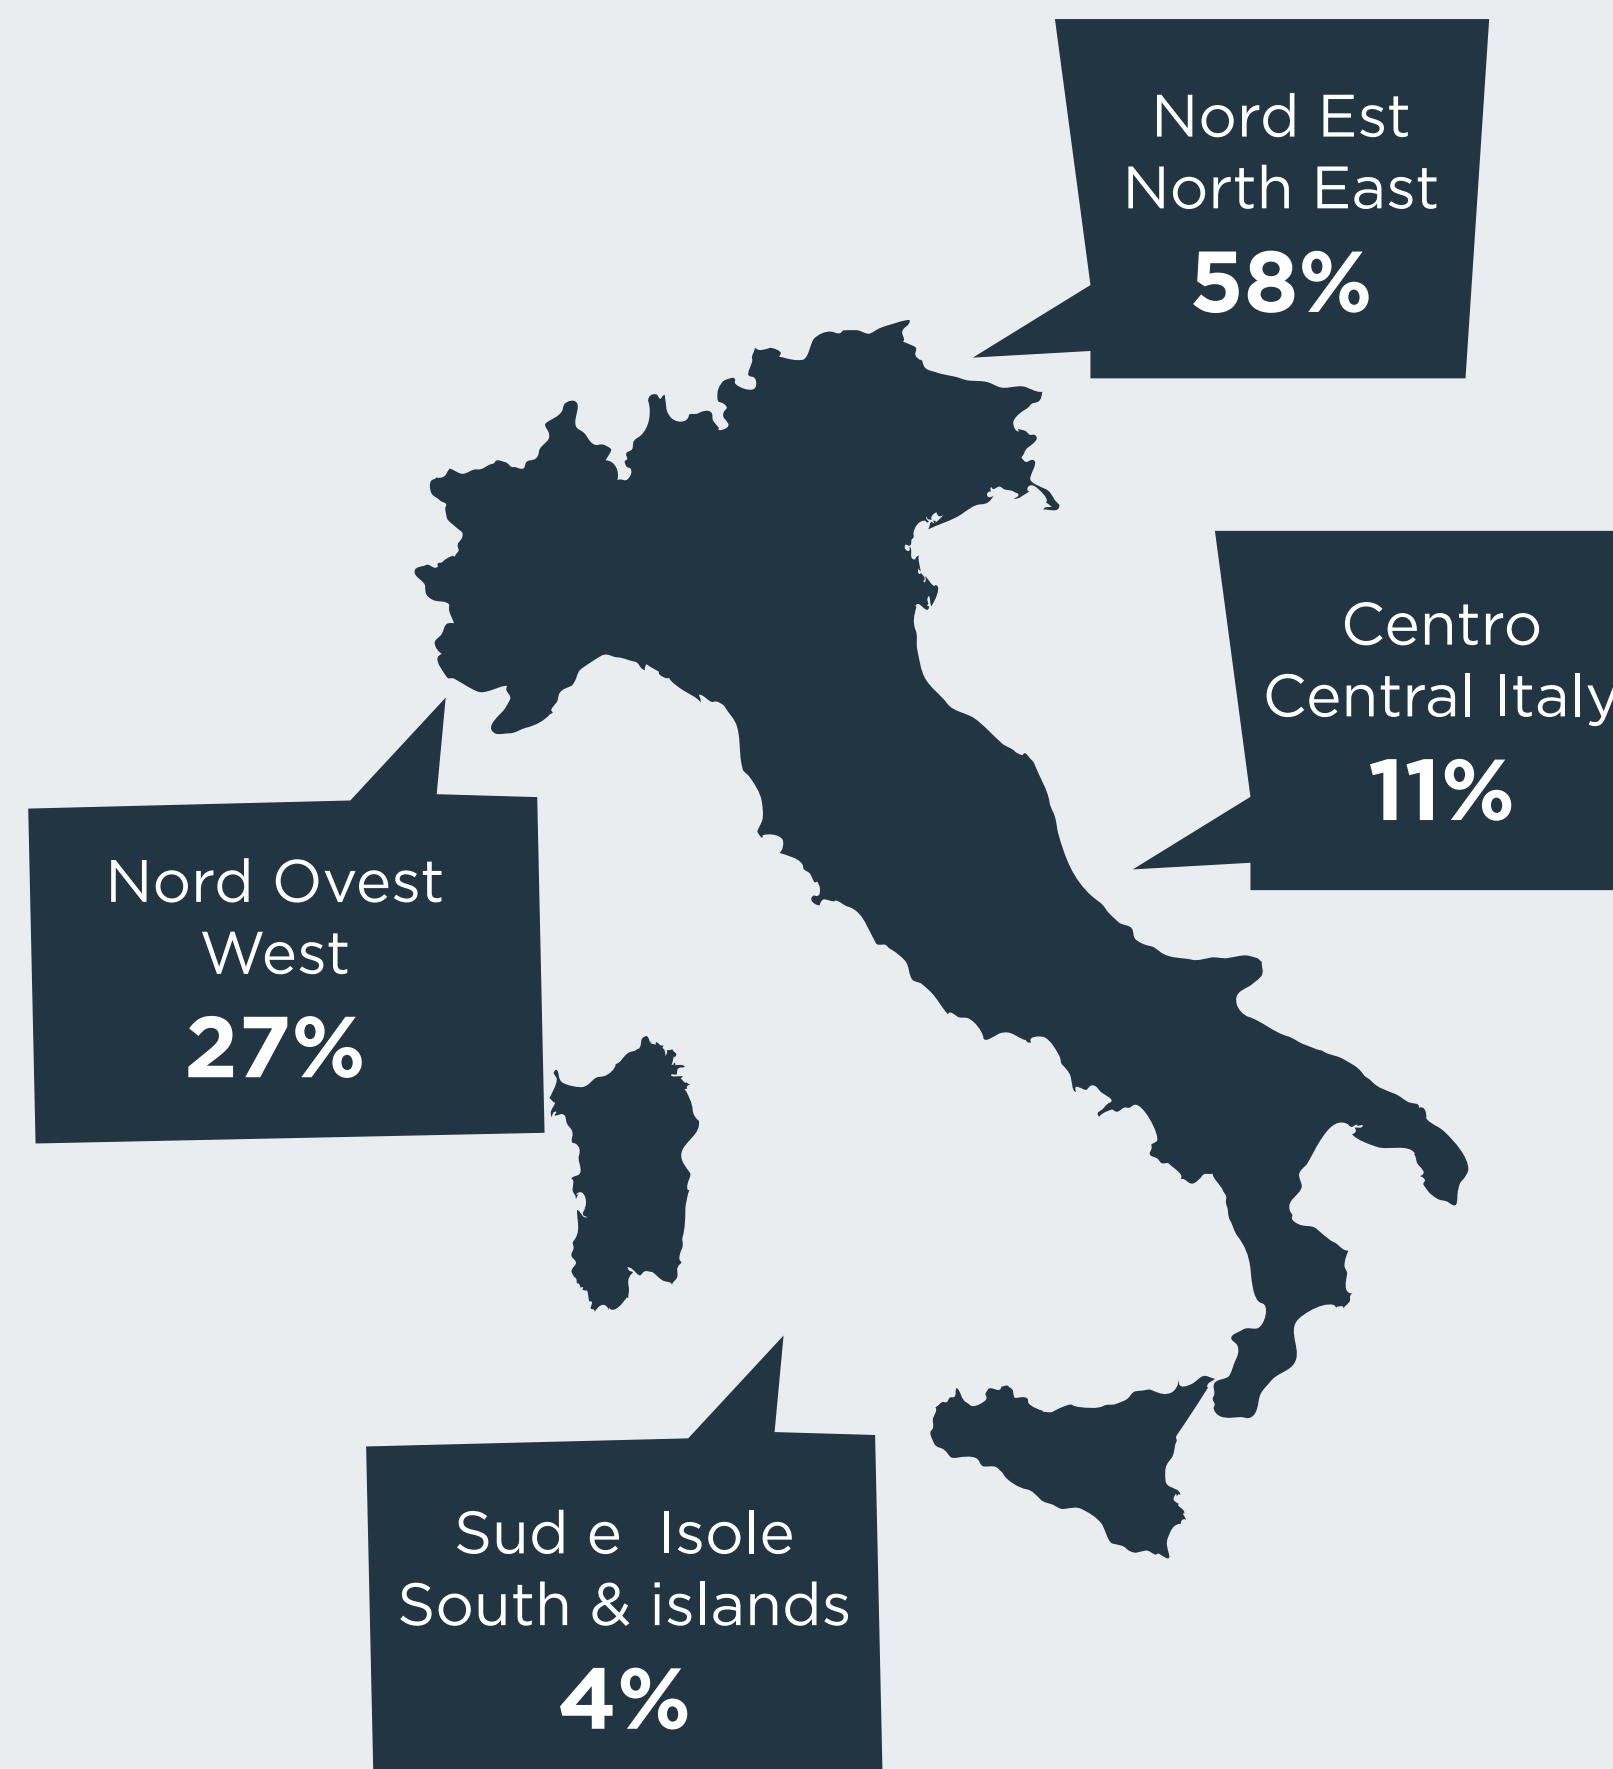 Nord Est
North East
58%
Centro
Central Italy
11%
Nord Ovest
West
27%
Sud e Isole
South & islands
4%